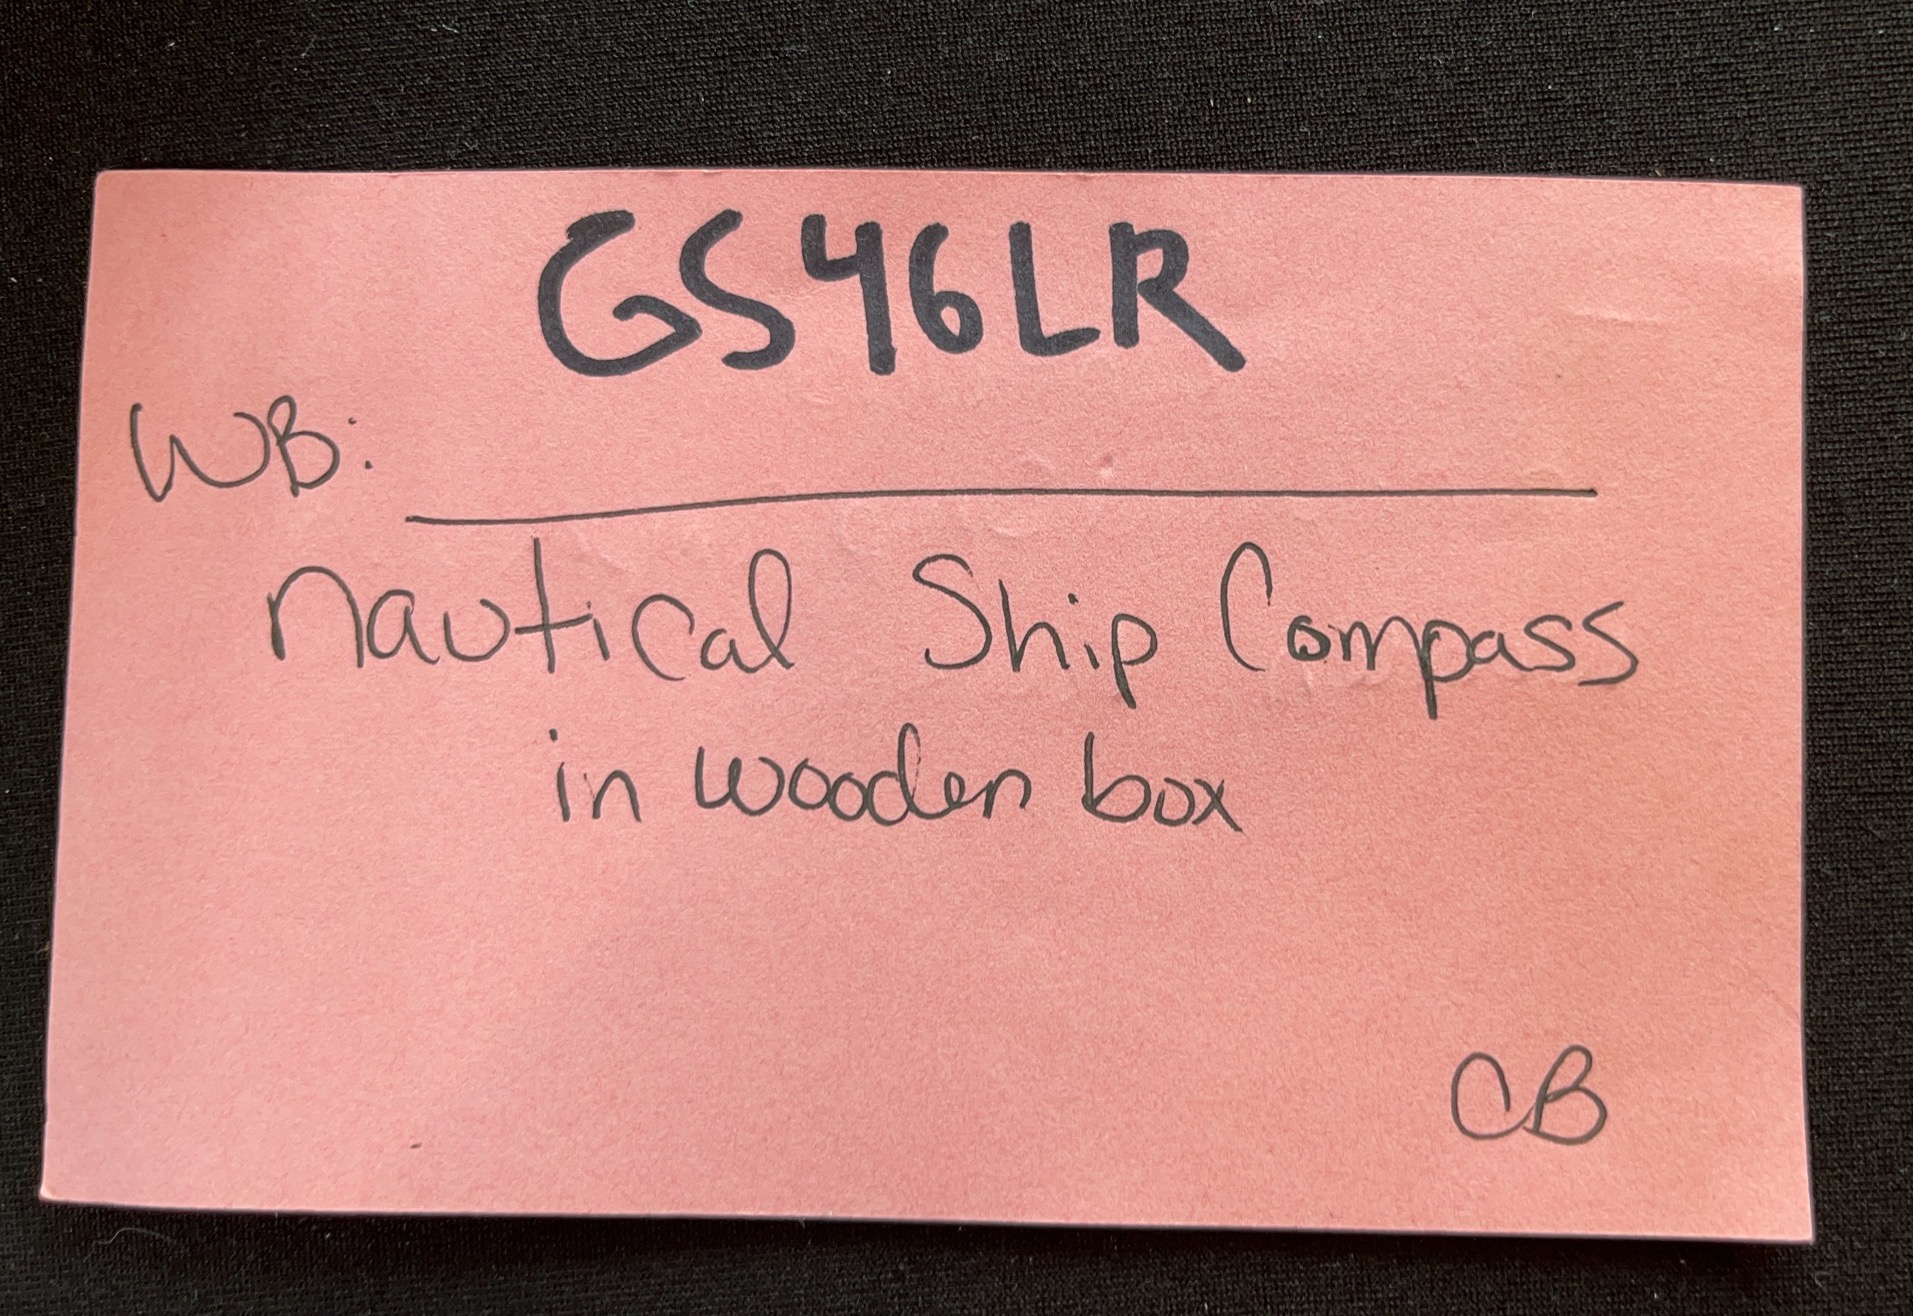 GS46LR
WB:
Nautical Ship Compass
in wooden box
CB